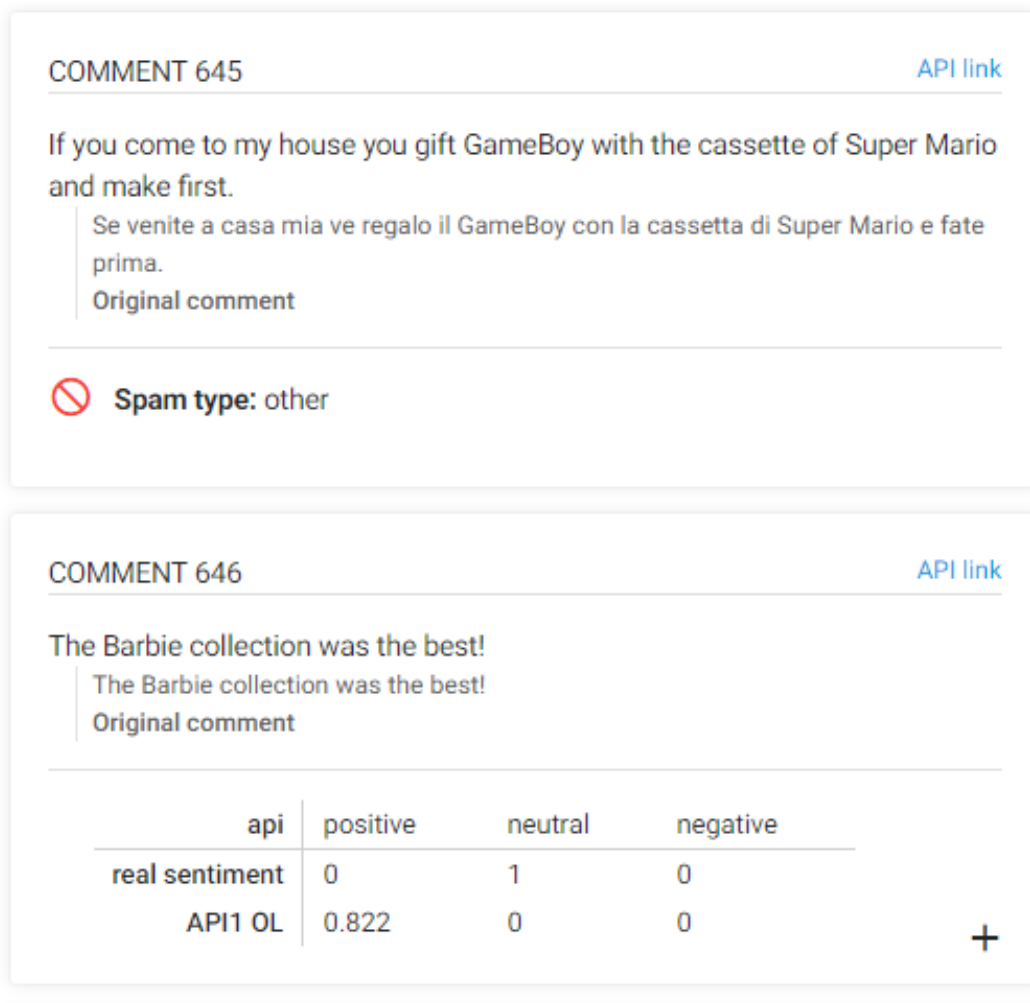 COMMENT 645 API link
If you come to my house you gift GameBoy with the cassette of Super Mario
and make first.
Se venite a casa mia ve regalo il GameBoy con la cassetta di Super Mario e fate
prima.
Original comment
Spam type: other
COMMENT 646 API link
The Barbie collection was the best!
The Barbie collection was the best!
Original comment
api positive neutral negative
real sentiment 0 1 0
API1 OL 0.822 0 0
+